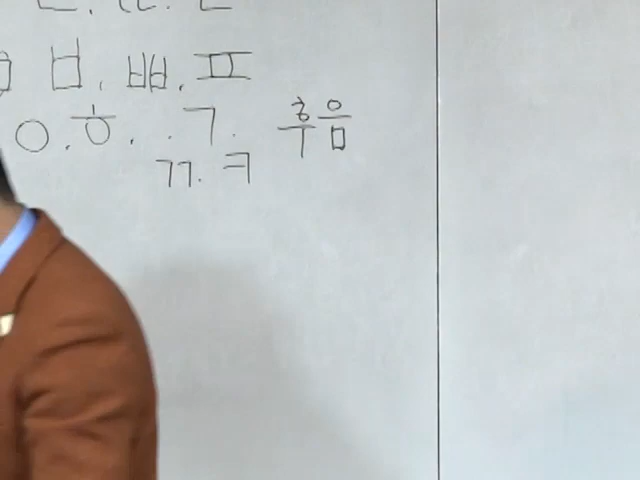 ㅁ ㅂ. ㅃ. ㅍ
ㅇ. ㅎ. . ㄱ. 후음
ㄲ. ㅋ